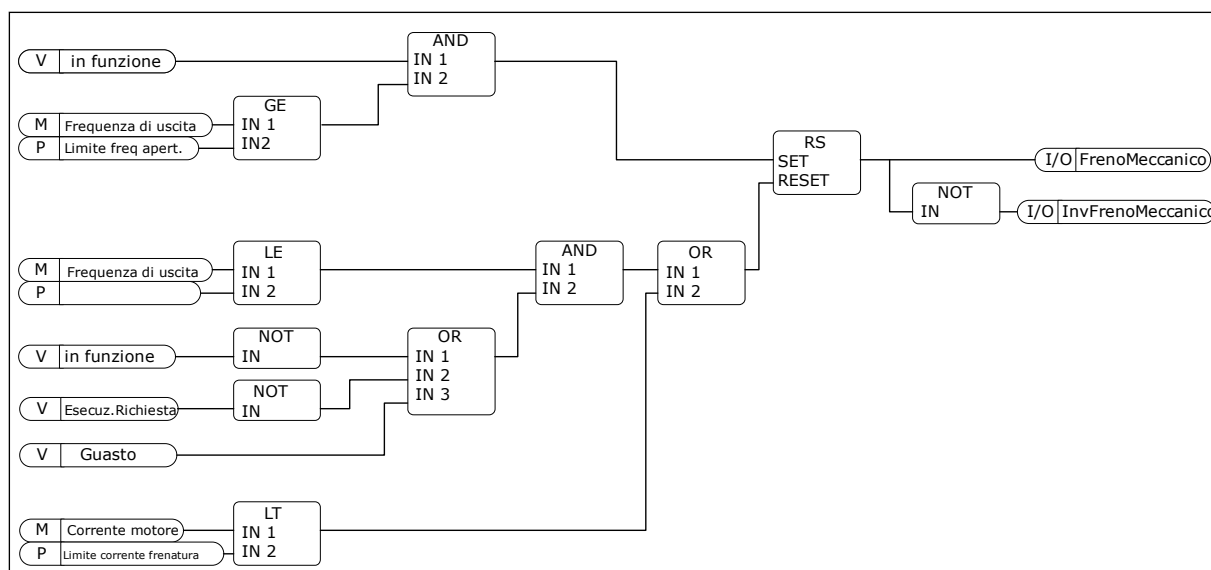 AND
V in funzione IN 1
IN 2
GE
M Frequenza di uscita IN 1
P Limite freq apert. IN2
RS
SET
RESET
I/O FrenoMeccanico
NOT
IN
I/O InvFrenoMeccanico
LE
M Frequenza di uscita IN 1
P IN 2
AND
IN 1
IN 2
OR
IN 1
IN 2
NOT
V in funzione IN
OR
IN 1
IN 2
IN 3
NOT
V Esecuz.Richiesta IN
V Guasto
LT
M Corrente motore IN 1
P Limite corrente frenatura IN 2